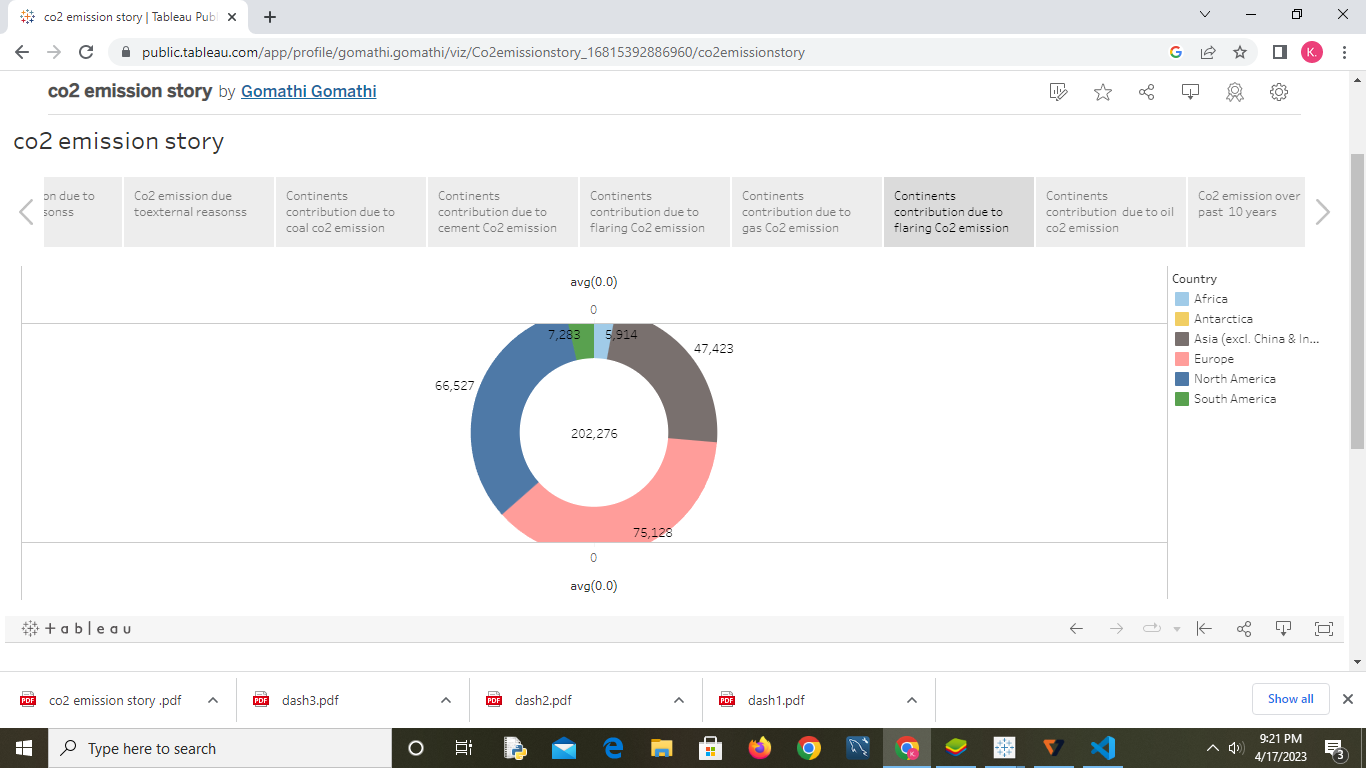 co2 emission story | Tableau Publ
public.tableau.com/app/profile/gomathi.gomathi/viz/Co2emissionstory_16815392886960/co2emissionstory
K.
co2 emission story by Gomathi Gomathi
co2 emission story
on due to
sonss
Co2 emission due
toexternal reasonss
Continents
contribution due to
coal co2 emission
Continents
contribution due to
cement Co2 emission
Continents
contribution due to
flaring Co2 emission
Continents
contribution due to
gas Co2 emission
Continents
contribution due to
flaring Co2 emission
Continents
contribution  due to oil
co2 emission
Co2 emission over
past  10 years
avg(0.0)
0
7,283
5,914
47,423
66,527
202,276
75,128
0
avg(0.0)
Country
Africa
Antarctica
Asia (excl. China & In...
Europe
North America
South America
+ a b | e a u
PDF co2 emission story .pdf
PDF dash3.pdf
PDF dash2.pdf
PDF dash1.pdf
Show all
Type here to search
9:21 PM
4/17/2023
3